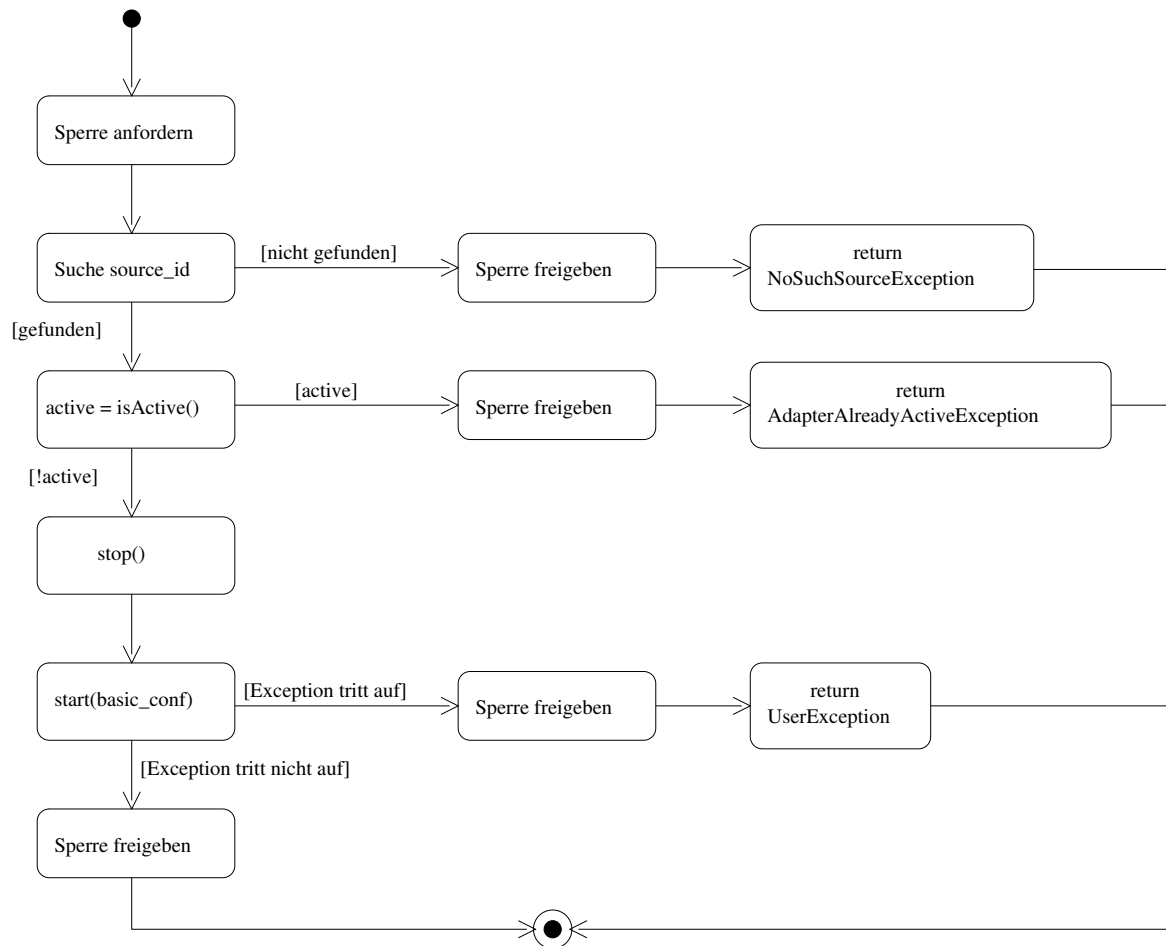 Sperre anfordern
Suche source_id
[nicht gefunden]
Sperre freigeben
return
NoSuchSourceException
[gefunden]
active = isActive()
[active]
Sperre freigeben
return
AdapterAlreadyActiveException
[!active]
stop()
start(basic_conf)
[Exception tritt auf]
Sperre freigeben
return
UserException
[Exception tritt nicht auf]
Sperre freigeben